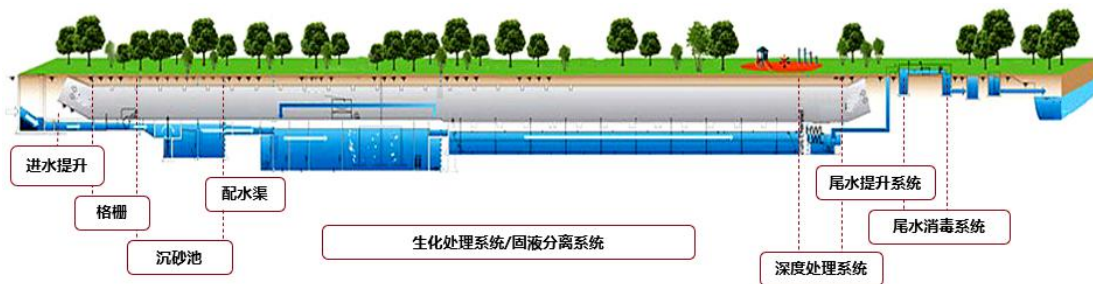 进水提升
格栅
沉砂池
配水渠
生化处理系统/固液分离系统
深度处理系统
尾水提升系统
尾水消毒系统